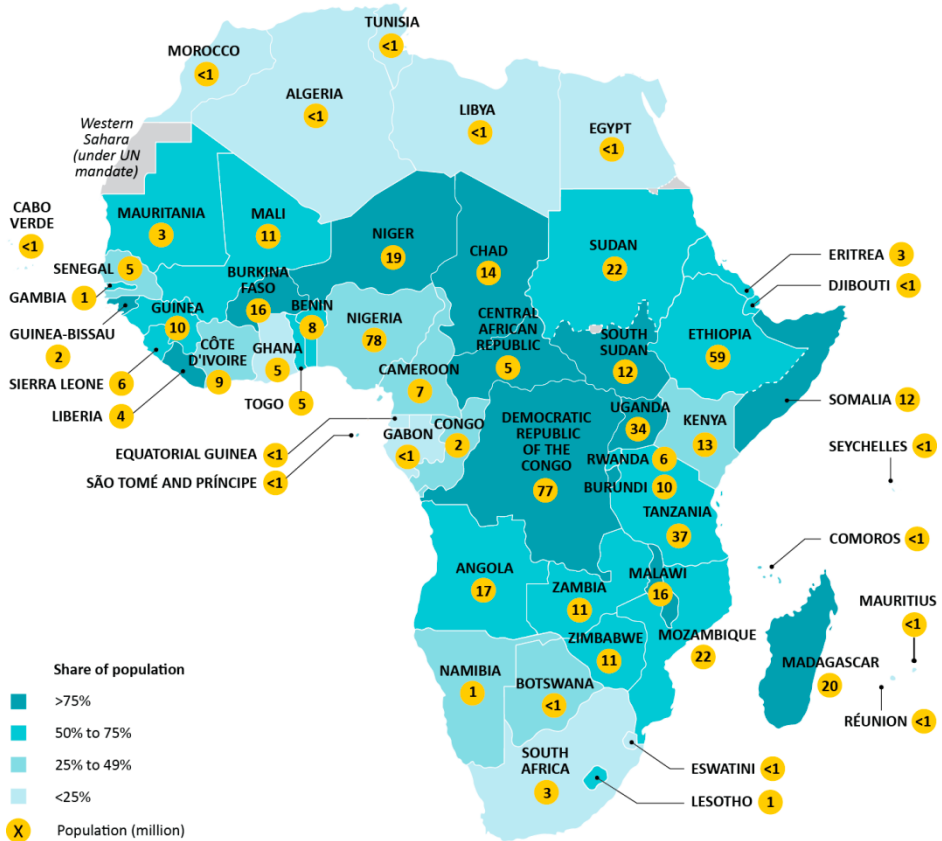 TUNISIA
<1
MOROCCO
<1
ALGERIA
<1
LIBYA
<1
EGYPT
<1
Western
Sahara
(under UN
mandate)
CABO
VERDE
<1
MAURITANIA
3
MALI
11
NIGER
19
CHAD
14
SUDAN
22
ERITREA 3
DJIBOUTI <1
SENEGAL 5
GAMBIA 1
GUINEA-BISSAU
2
GUINEA
10
BURKINA
FASO
16
BENIN
8
NIGERIA
78
CENTRAL
AFRICAN
REPUBLIC
5
SOUTH
SUDAN
12
ETHIOPIA
59
SIERRA LEONE 6
LIBERIA 4
CÔTE
D'IVOIRE
9
GHANA
5
TOGO 5
CAMEROON
7
UGANDA
34
KENYA
13
SOMALIA 12
SEYCHELLES <1
EQUATORIAL GUINEA <1
SÃO TOMÉ AND PRÍNCIPE <1
GABON
<1
CONGO
2
DEMOCRATIC
REPUBLIC
OF THE
CONGO
77
RWANDA 6
BURUNDI 10
TANZANIA
37
COMOROS <1
ANGOLA
17
ZAMBIA
11
MALAWI
16
MOZAMBIQUE
22
MAURITIUS
<1
MADAGASCAR
20
RÉUNION <1
ZIMBABWE
11
NAMIBIA
1
BOTSWANA
<1
SOUTH
AFRICA
3
ESWATINI <1
LESOTHO 1
Share of population
>75%
50% to 75%
25% to 49%
<25%
X Population (million)